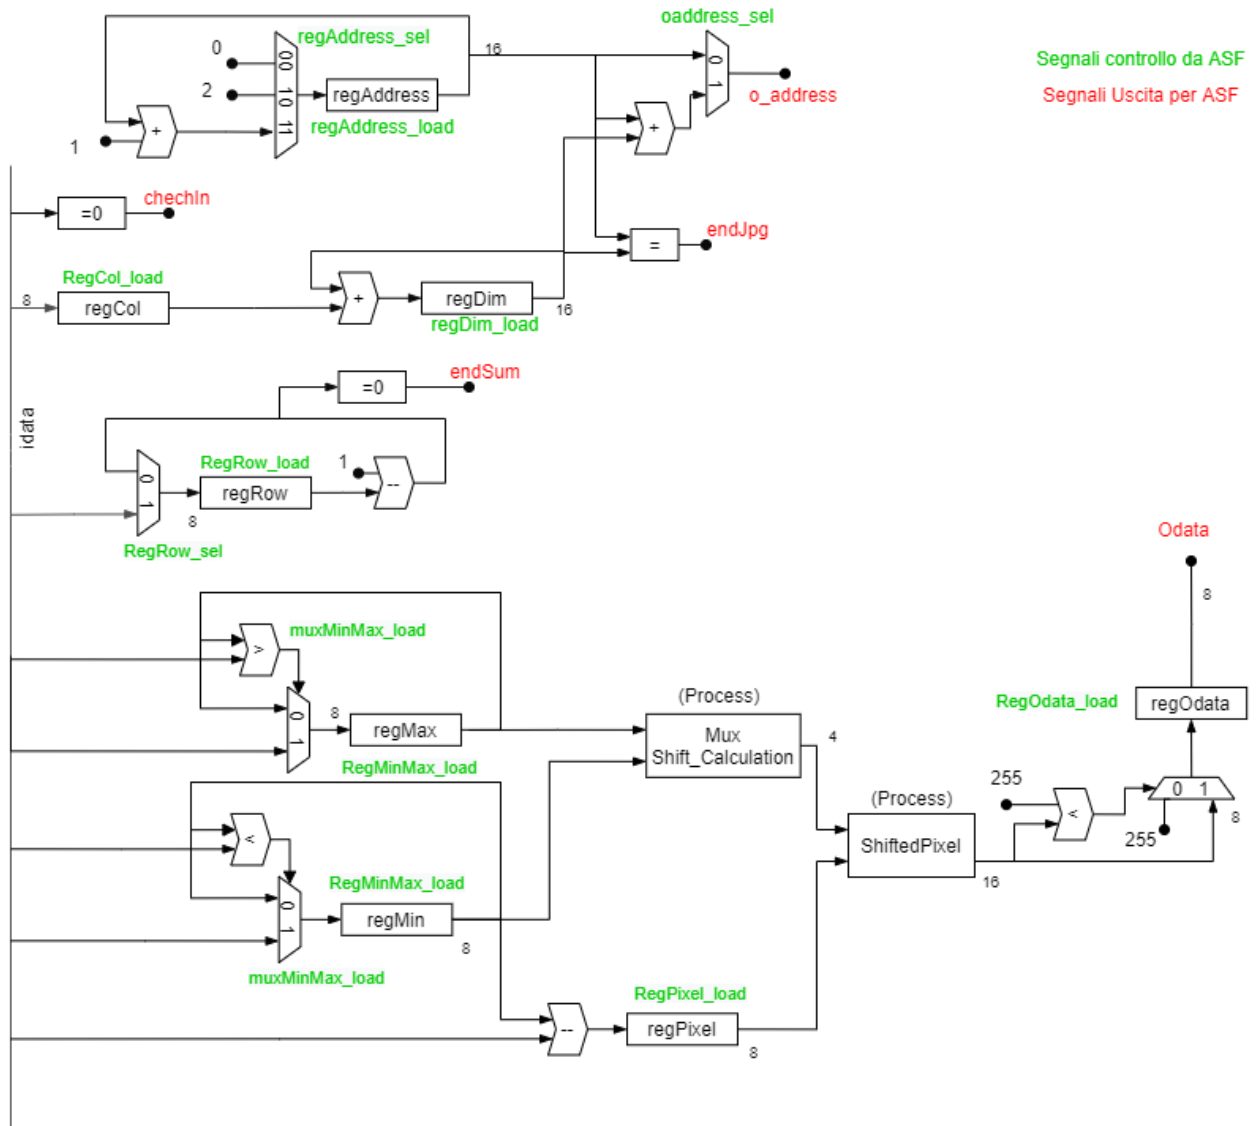 oaddress_sel
regAddress_sel
0
00
16
0
Segnali controllo da ASF
2
10
regAddress
1
o_address
Segnali Uscita per ASF
+
11
regAddress_load
+
1
=0
chechIn
endJpg
=
RegCol_load
8
regCol
+
regDim
16
regDim_load
endSum
=0
idata
RegRow_load
1
0
regRow
--
1
8
RegRow_sel
Odata
8
muxMinMax_load
>
(Process)
RegOdata_load
regOdata
0
8
regMax
Mux
Shift_Calculation
4
1
RegMinMax_load
255
0 1
(Process)
<
8
<
ShiftedPixel
255
16
RegMinMax_load
0
regMin
1
8
muxMinMax_load
RegPixel_load
--
regPixel
8